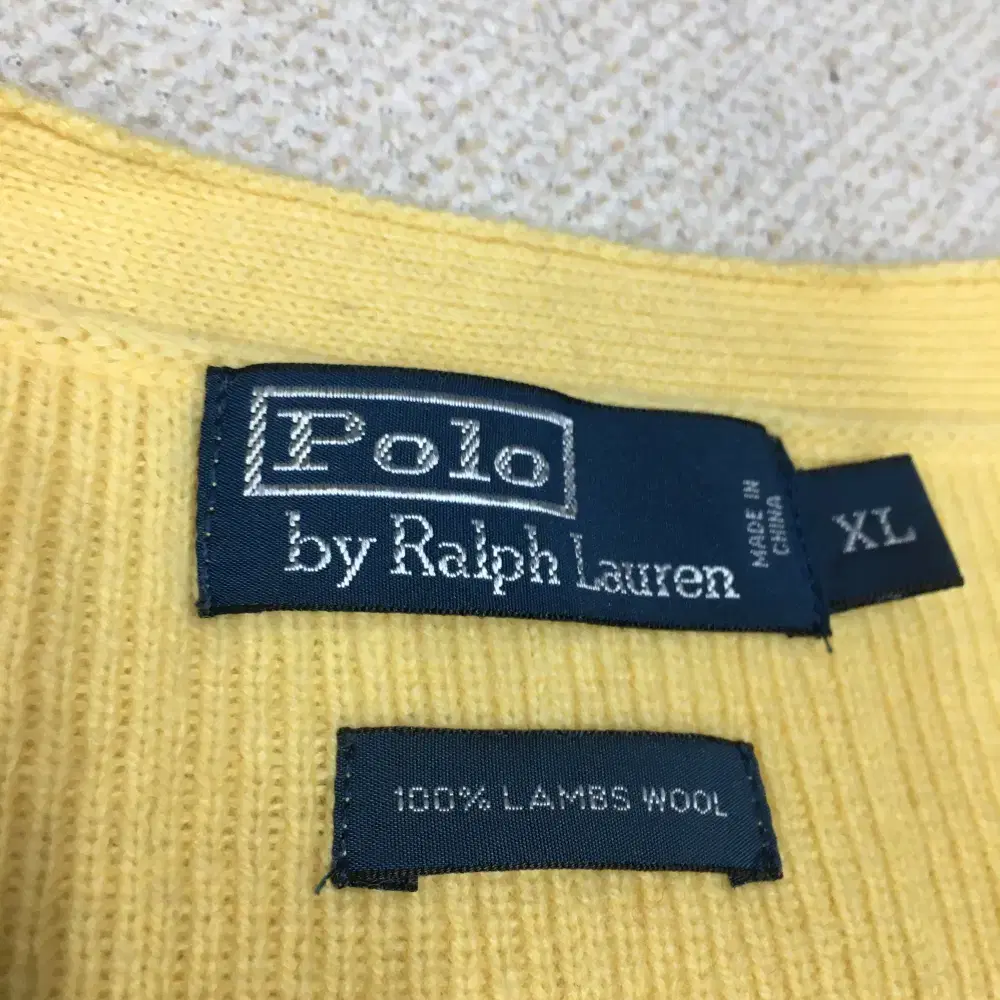 Polo
by Ralph Lauren
MADE IN
CHINA
XL
100% LAMBS WOOL